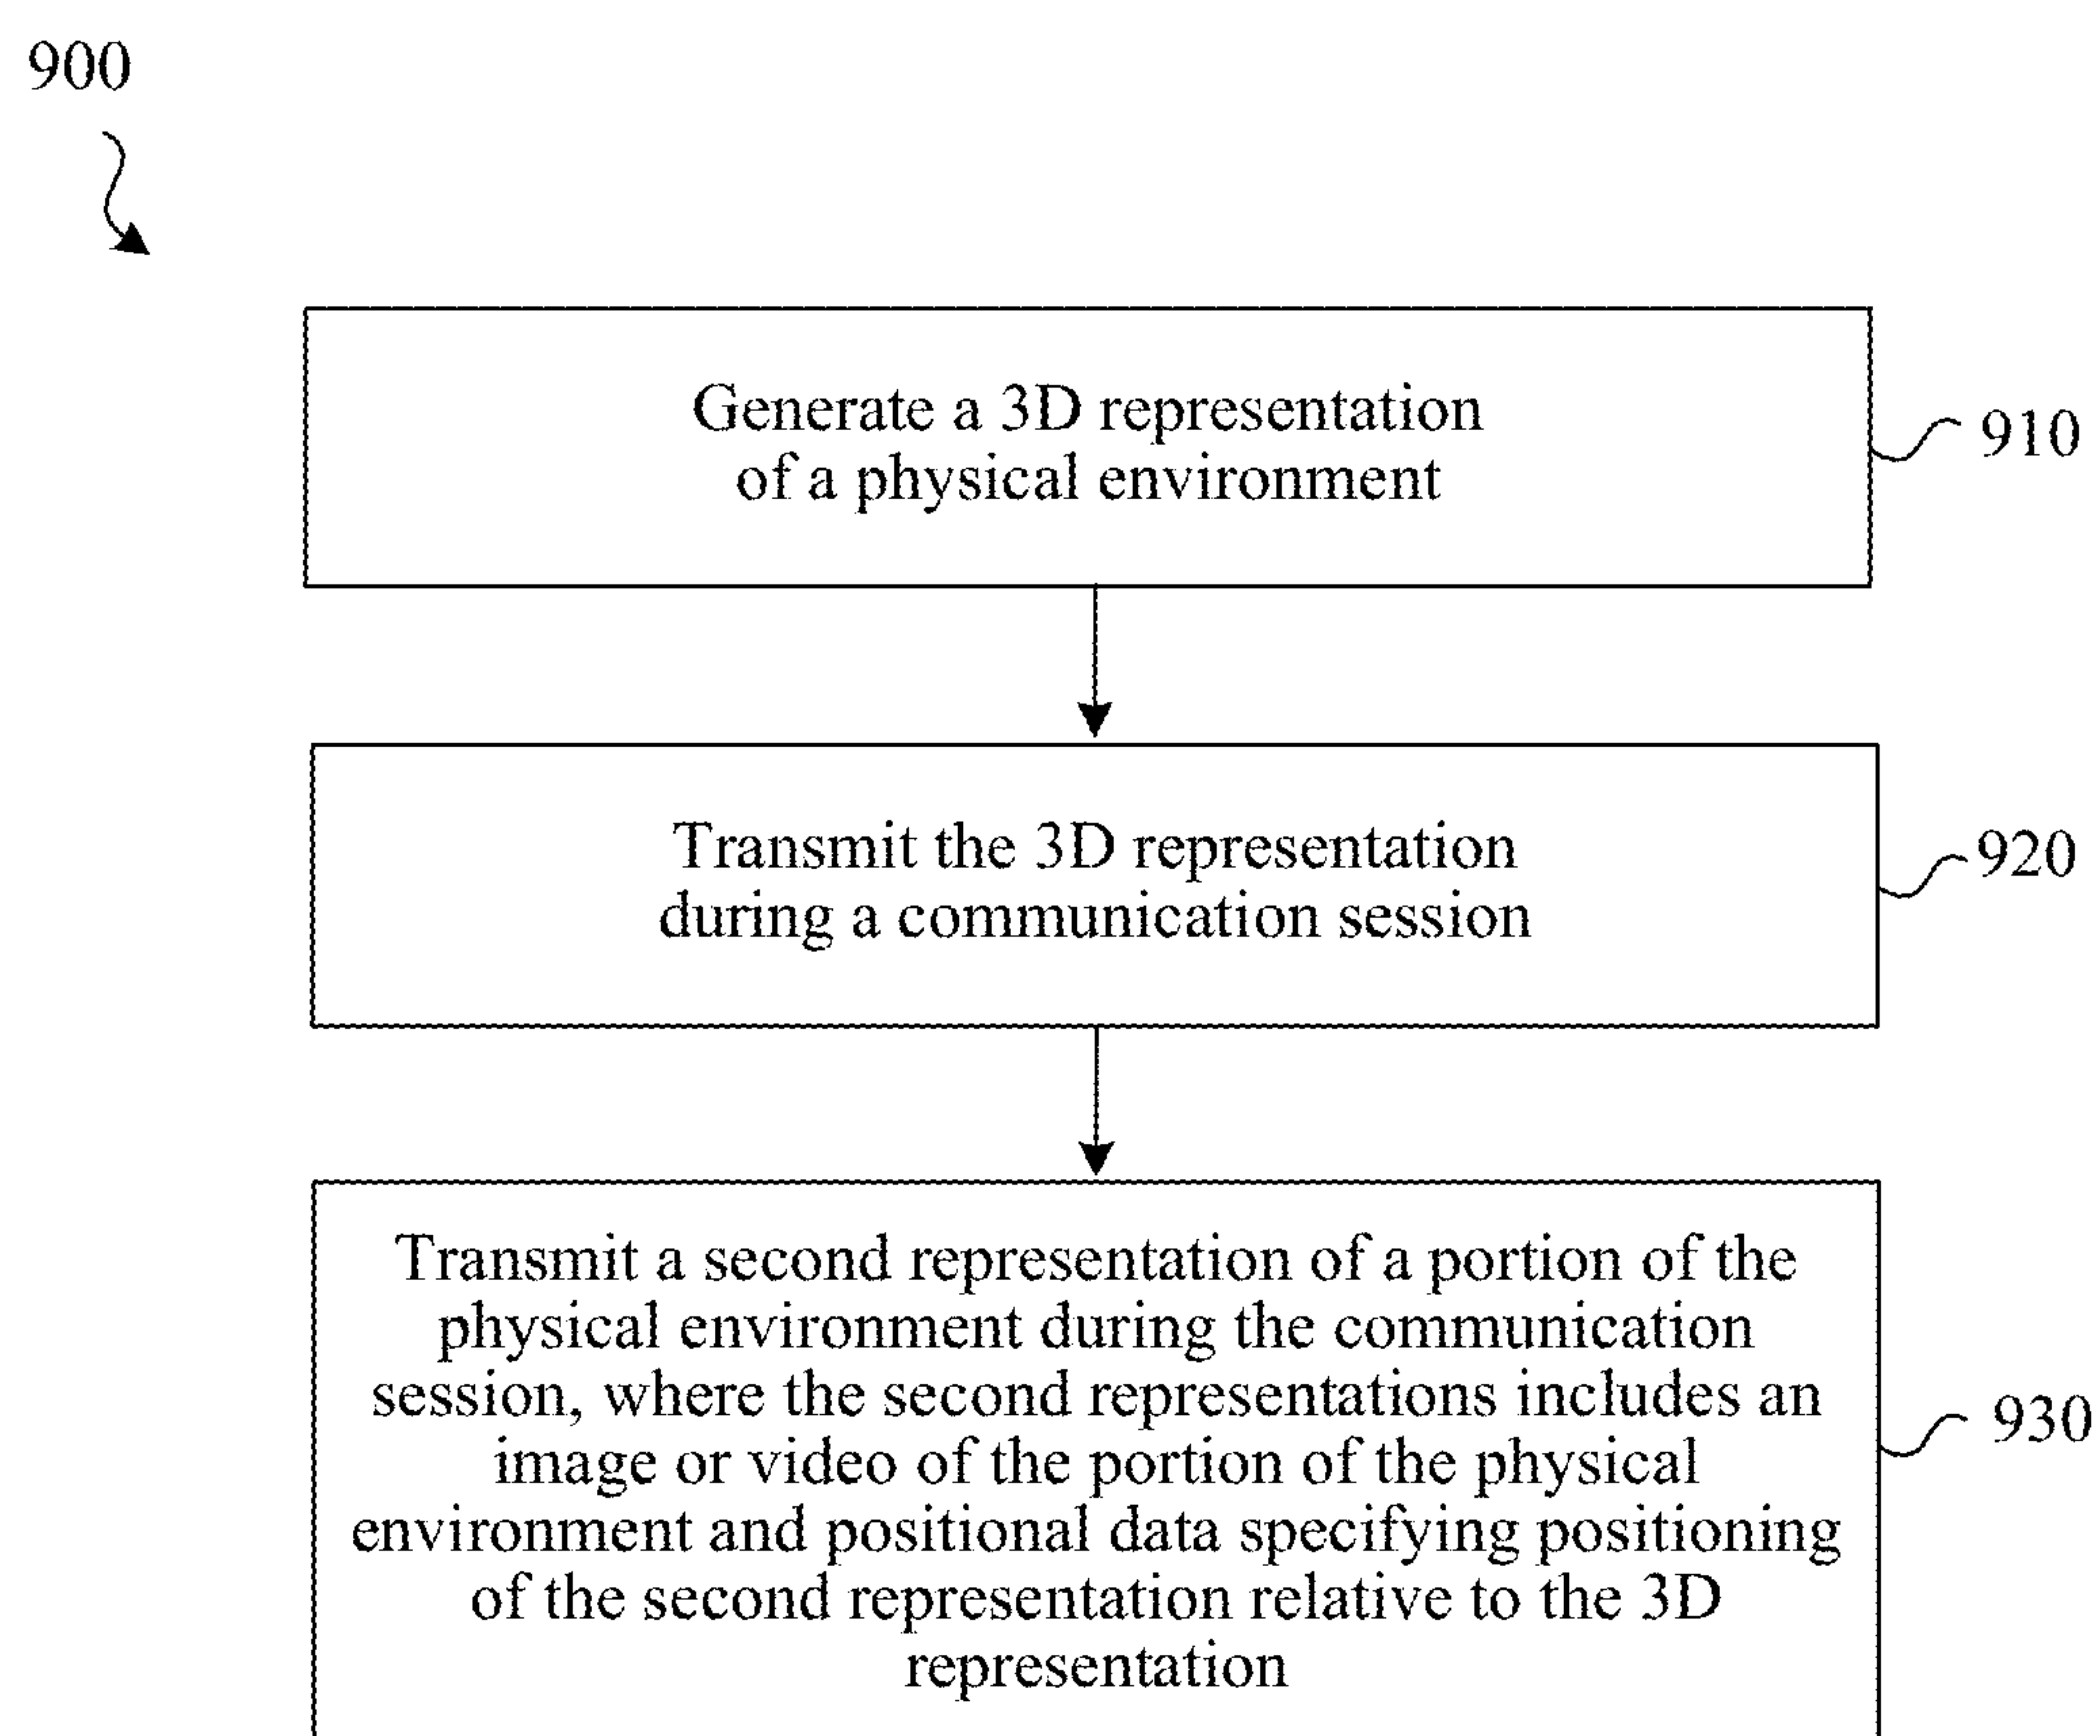 900
Generate a 3D representation
of a physical environment
910
Transmit the 3D representation
during a communication session
920
Transmit a second representation of a portion of the
physical environment during the communication
session, where the second representations includes an
image or video of the portion of the physical
environment and positional data specifying positioning
of the second representation relative to the 3D
representation
930